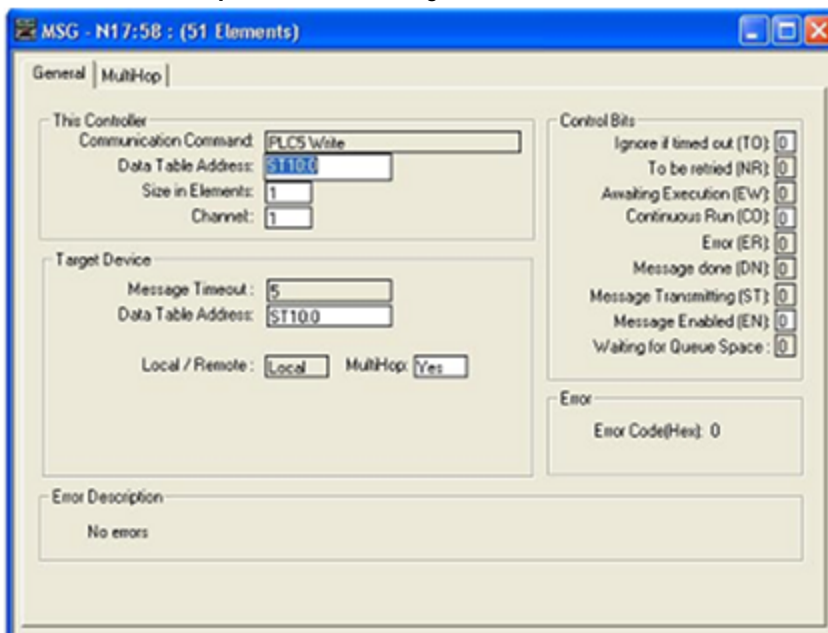 MSG - N17:58 : (51 Elements)
General MultiHop
This Controller
Communication Command: PLC5 Write
Data Table Address: ST10:0
Size in Elements: 1
Channel: 1
Target Device
Message Timeout : 5
Data Table Address: ST10:0
Local / Remote : Local MultiHop: Yes
Control Bits
Ignore if timed out (TO): 0
To be retried (NR): 0
Awaiting Execution (EW): 0
Continuous Run (CO): 0
Error (ER): 0
Message done (DN): 0
Message Transmitting (ST): 0
Message Enabled (EN): 0
Waiting for Queue Space : 0
Error
Error Code(Hex): 0
Error Description
No errors